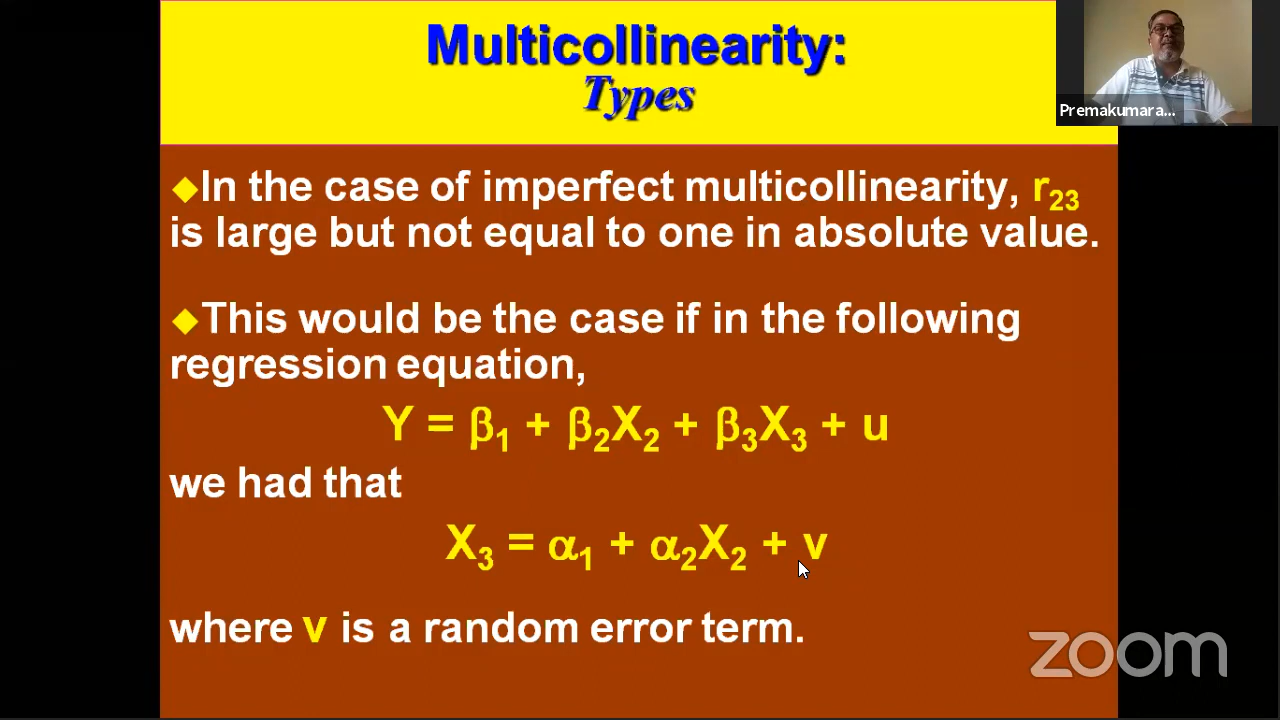 Multicollinearity:
Types
Premakumara...
◆In the case of imperfect multicollinearity, r₂₃
is large but not equal to one in absolute value.
◆This would be the case if in the following
regression equation,
Y = β₁ + β₂X₂ + β₃X₃ + u
we had that
X₃ = α₁ + α₂X₂ + v
where v is a random error term.
zoom